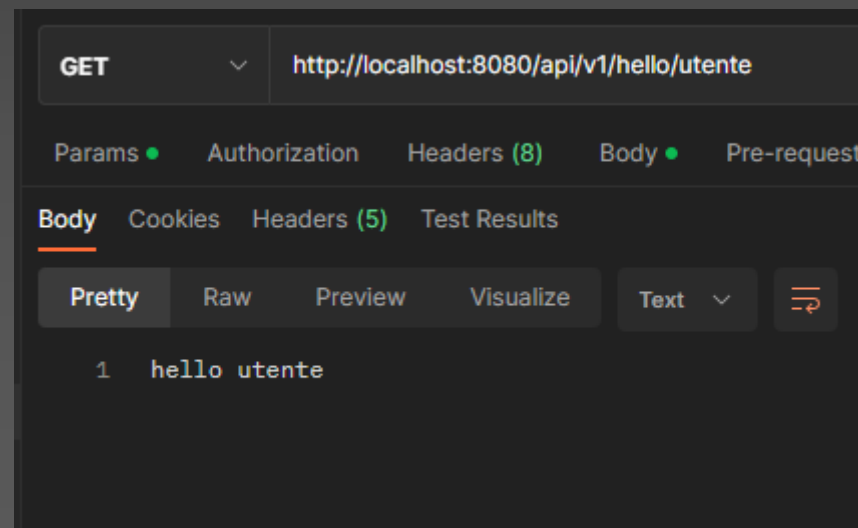 GET http://localhost:8080/api/v1/hello/utente
Params Authorization Headers (8) Body Pre-request
Body Cookies Headers (5) Test Results
Pretty Raw Preview Visualize Text
1 hello utente